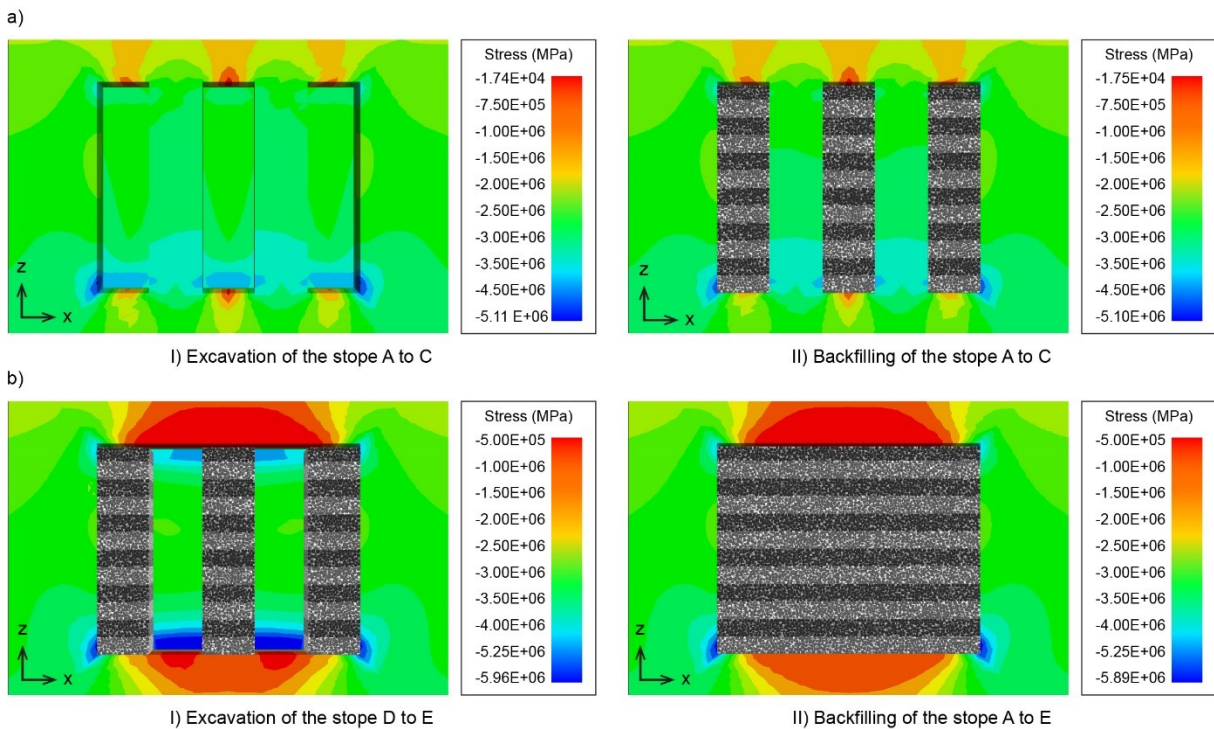 a)
Stress (MPa)
-1.74E+04
-7.50E+05
-1.00E+06
-1.50E+06
-2.00E+06
-2.50E+06
-3.00E+06
-3.50E+06
-4.50E+06
-5.11 E+06
Z
X
I) Excavation of the stope A to C
Stress (MPa)
-1.75E+04
-7.50E+05
-1.00E+06
-1.50E+06
-2.00E+06
-2.50E+06
-3.00E+06
-3.50E+06
-4.50E+06
-5.10E+06
Z
X
II) Backfilling of the stope A to C
b)
Stress (MPa)
-5.00E+05
-1.00E+06
-1.50E+06
-2.00E+06
-2.50E+06
-3.00E+06
-3.50E+06
-4.00E+06
-5.25E+06
-5.96E+06
Z
X
I) Excavation of the stope D to E
Stress (MPa)
-5.00E+05
-1.00E+06
-1.50E+06
-2.00E+06
-2.50E+06
-3.00E+06
-3.50E+06
-4.00E+06
-5.25E+06
-5.89E+06
Z
X
II) Backfilling of the stope A to E